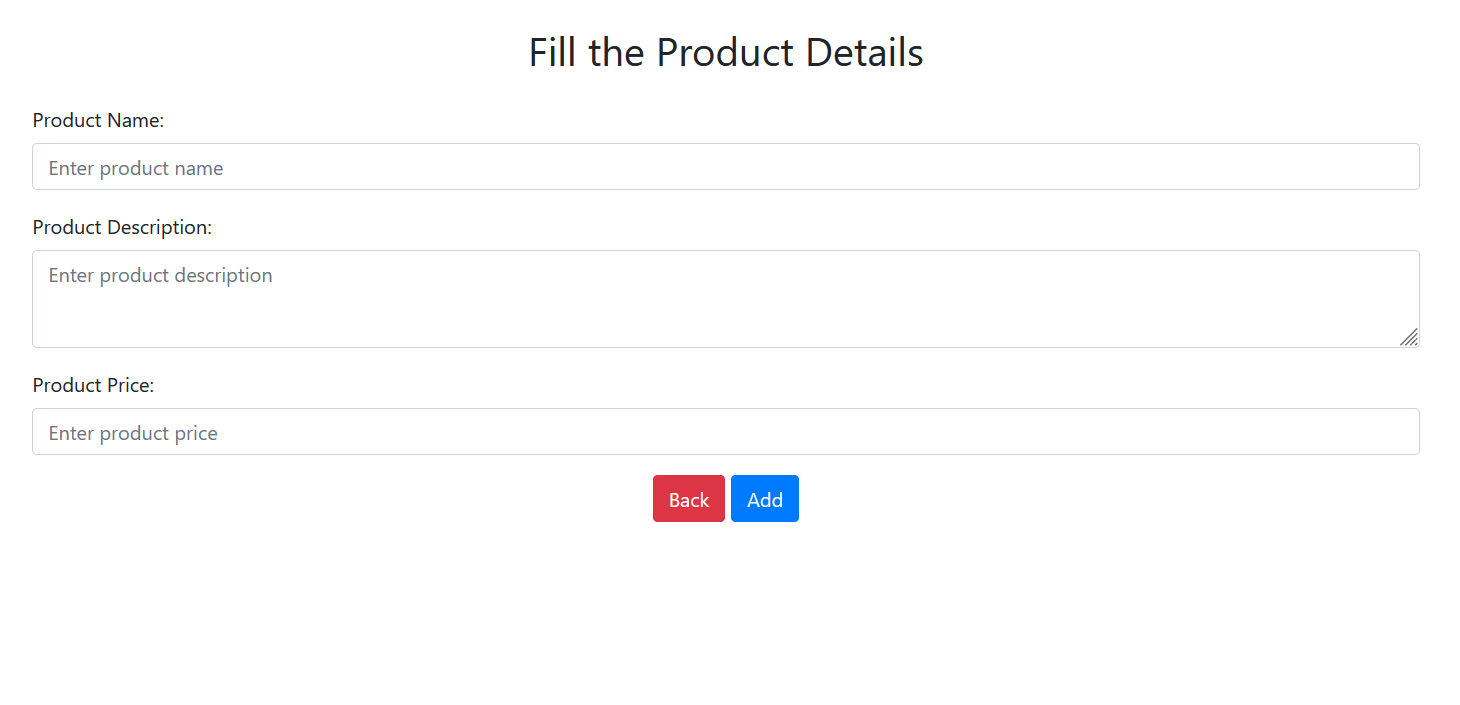 Fill the Product Details
Product Name:
Enter product name
Product Description:
Enter product description
Product Price:
Enter product price
Back Add